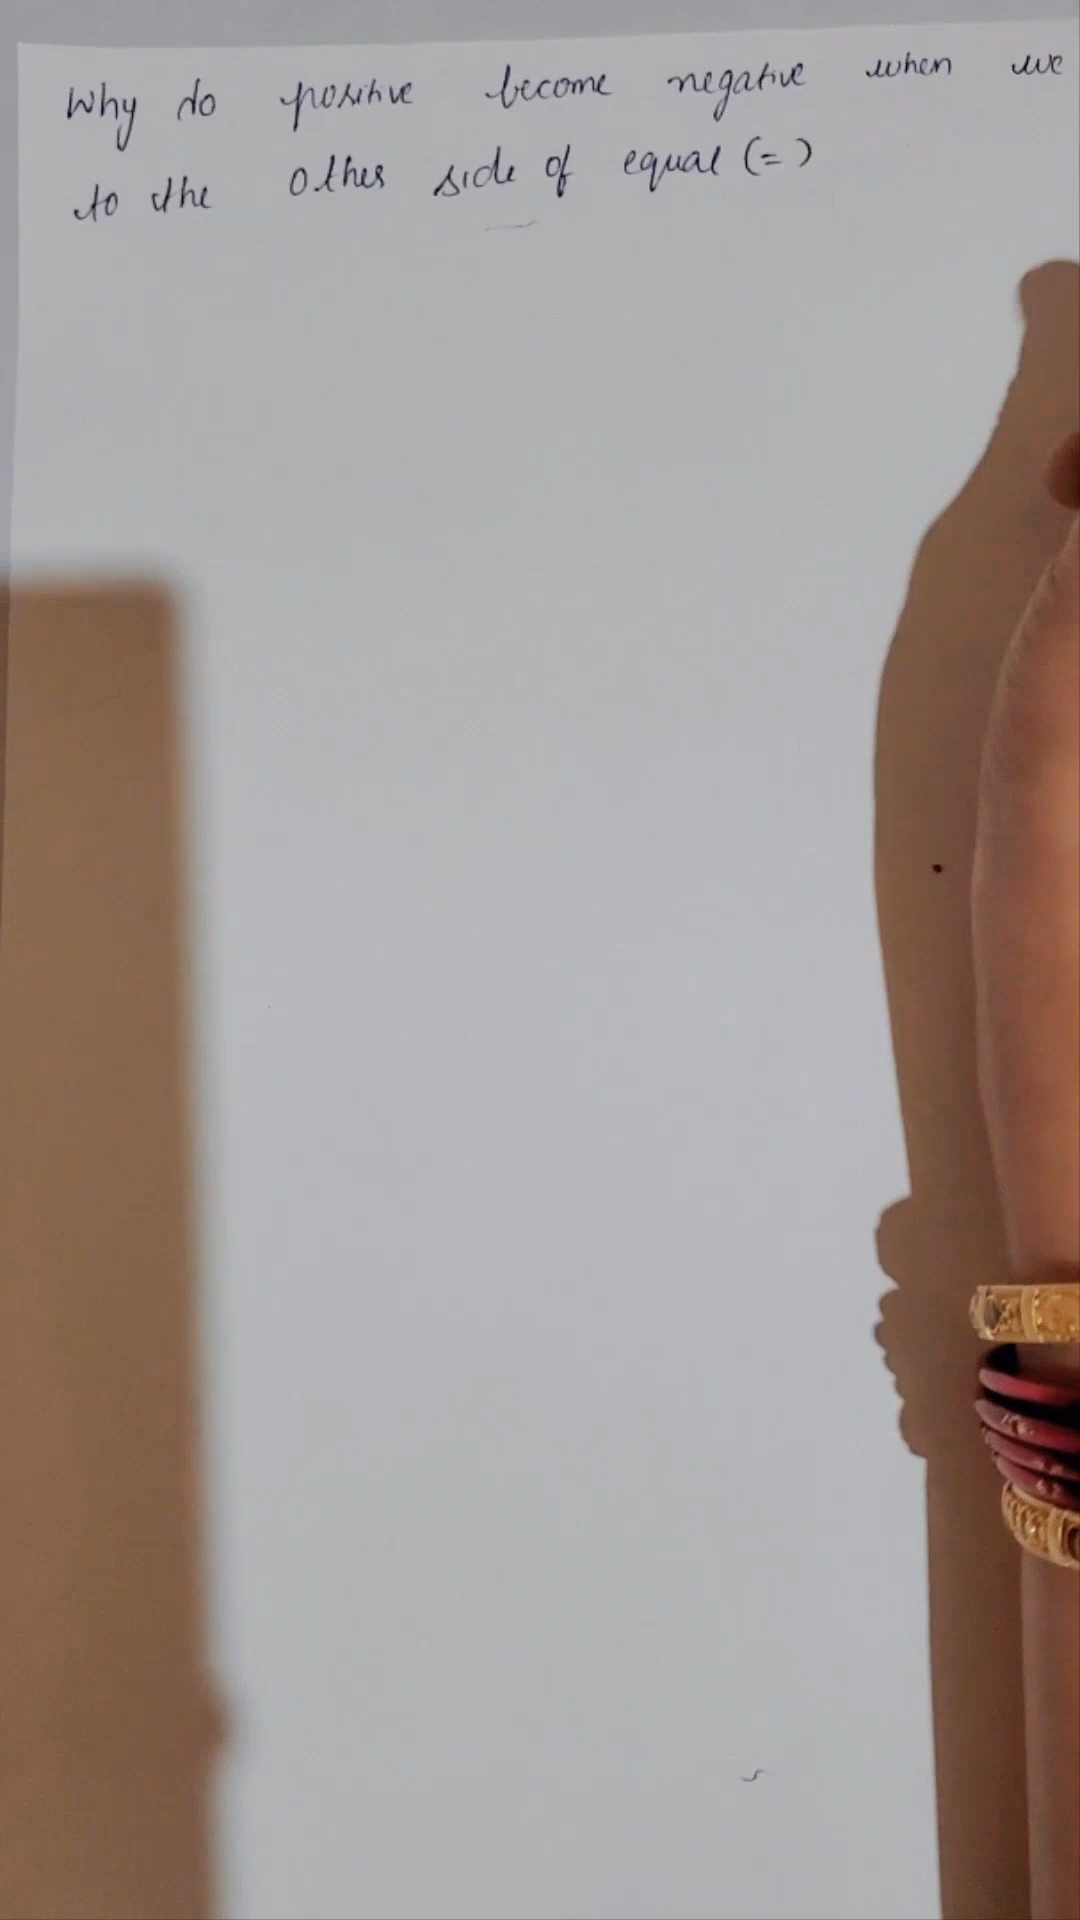 Why do positive become negative when we
to the other side of equal (=)